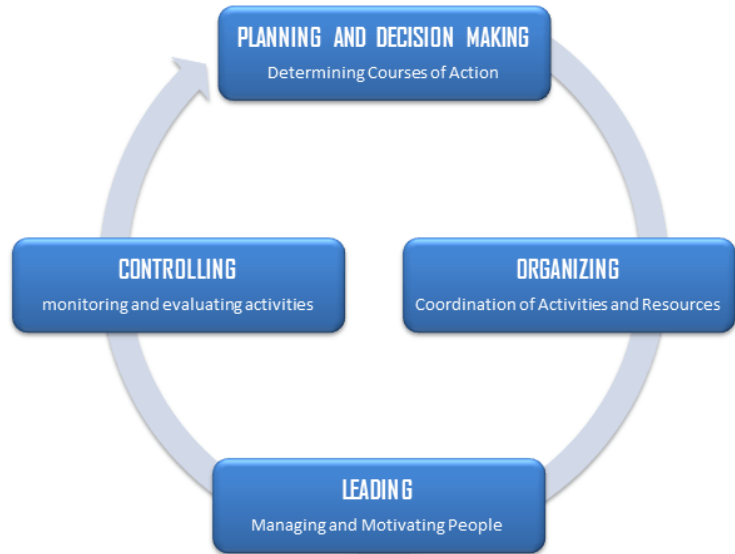 PLANNING AND DECISION MAKING
Determining Courses of Action
CONTROLLING
monitoring and evaluating activities
ORGANIZING
Coordination of Activities and Resources
LEADING
Managing and Motivating People